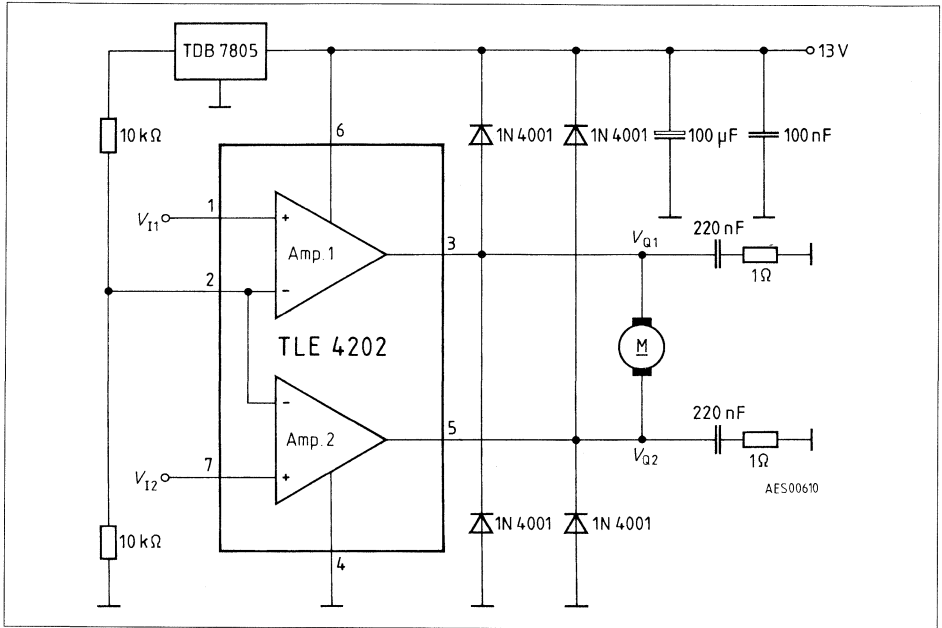 TDB 7805
13 V
10 kΩ
6
1N 4001
1N 4001
100 µF
100 nF
1
V_I1
+
Amp.1
-
2
3
V_Q1
220 nF
1Ω
TLE 4202
M
-
Amp.2
+
5
V_Q2
220 nF
1Ω
7
V_I2
AES00610
10 kΩ
4
1N 4001
1N 4001